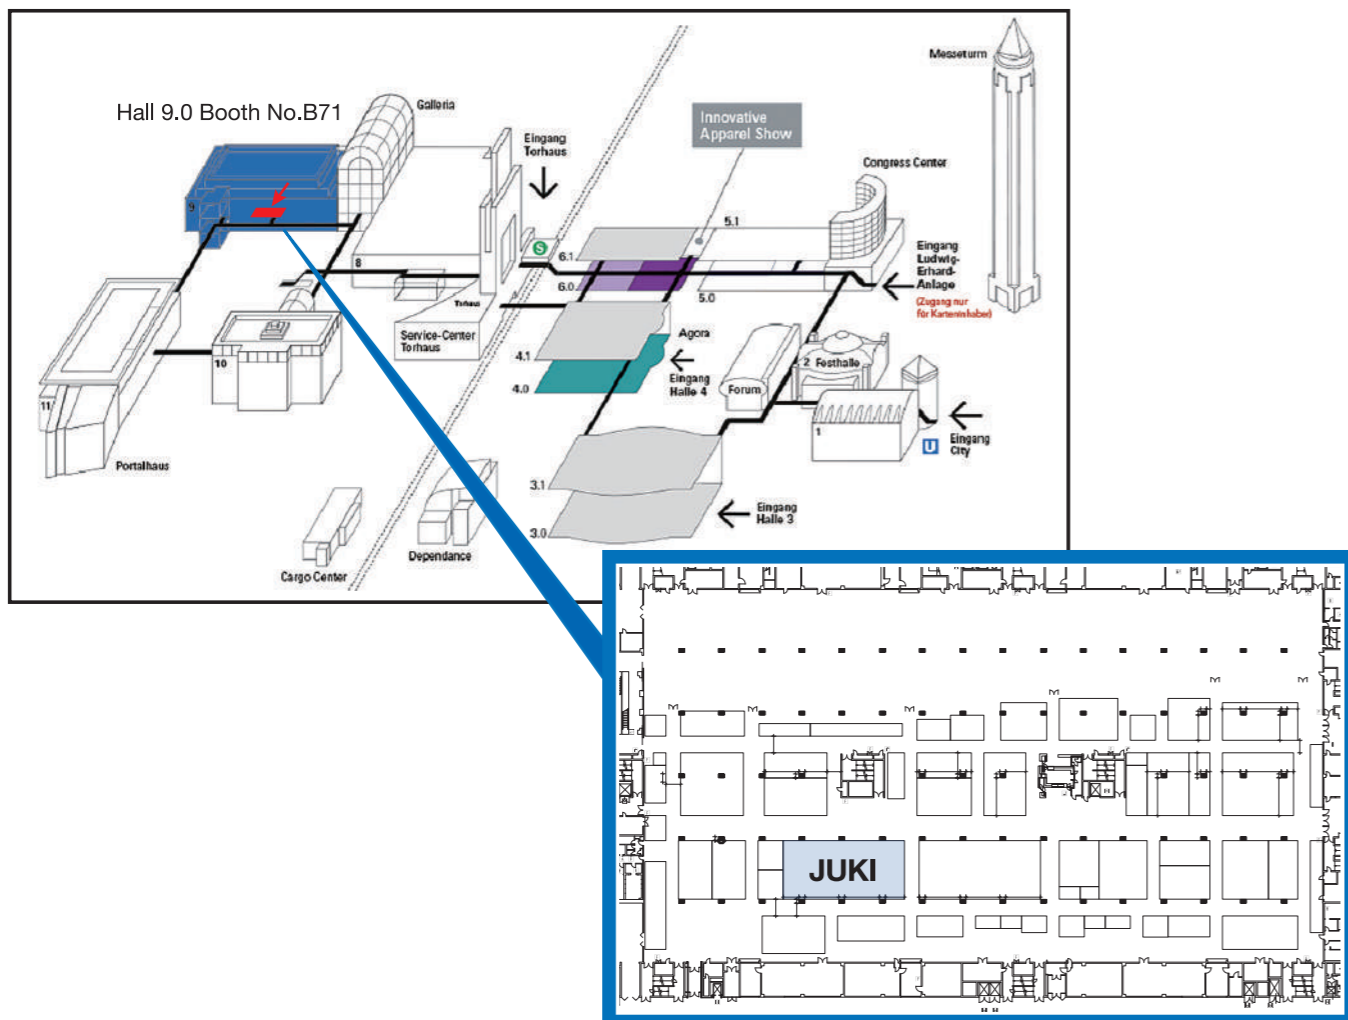 Messeturm
Hall 9.0 Booth No.B71
Galleria
Innovative
Apparel Show
Eingang
Torhaus
Congress Center
9
S
5.1
6.1
Eingang
Ludwig-
Erhard-
Anlage
(Zugang nur
für Karteninhaber)
8
6.0
5.0
Torhaus
Service-Center
Torhaus
Agora
10
4.1
2 Festhalle
Eingang
Halle 4
4.0
Forum
11
1
U
Eingang
City
Portalhaus
3.1
Eingang
Halle 3
3.0
Dependance
Cargo Center
JUKI